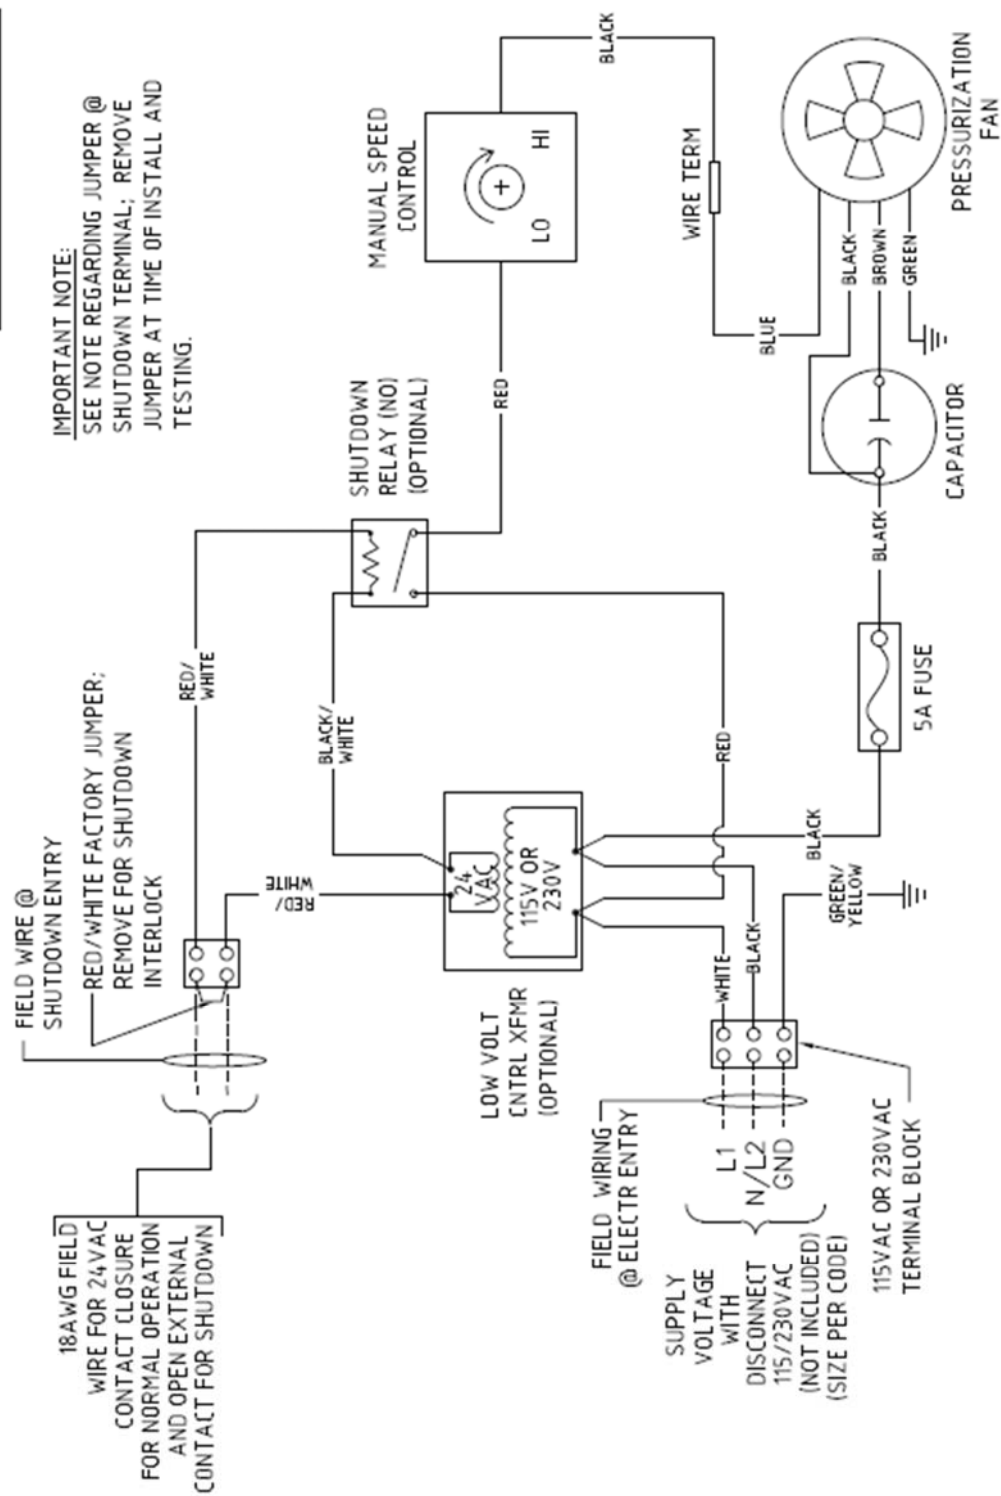 IMPORTANT NOTE:
SEE NOTE REGARDING JUMPER @
SHUTDOWN TERMINAL; REMOVE
JUMPER AT TIME OF INSTALL AND
TESTING.
18AWG FIELD
WIRE FOR 24VAC
CONTACT CLOSURE
FOR NORMAL OPERATION
AND OPEN EXTERNAL
CONTACT FOR SHUTDOWN
FIELD WIRE @
SHUTDOWN ENTRY
RED/WHITE FACTORY JUMPER;
REMOVE FOR SHUTDOWN
INTERLOCK
RED/
WHITE
RED/
WHITE
BLACK/
WHITE
SHUTDOWN
RELAY (NO)
(OPTIONAL)
MANUAL SPEED
CONTROL
LO
HI
RED
BLACK
LOW VOLT
CNTRL XFMR
(OPTIONAL)
24
VAC
115V OR
230V
RED
WIRE TERM
BLUE
FIELD WIRING
@ ELECTR ENTRY
SUPPLY
VOLTAGE
WITH
DISCONNECT
115/230VAC
(NOT INCLUDED)
(SIZE PER CODE)
L1
N/L2
GND
WHITE
BLACK
GREEN/
YELLOW
BLACK
115VAC OR 230VAC
TERMINAL BLOCK
5A FUSE
BLACK
CAPACITOR
BLACK
BROWN
GREEN
PRESSURIZATION
FAN